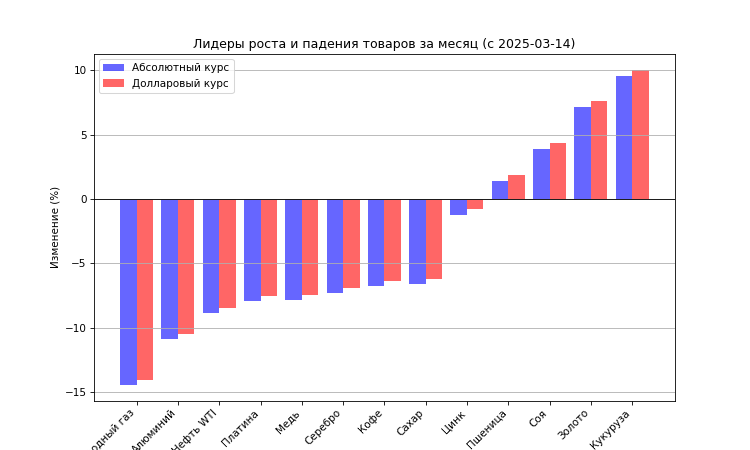 Лидеры роста и падения товаров за месяц (с 2025-03-14)
Абсолютный курс
Долларовый курс
Изменение (%)
10
5
0
−5
−10
−15
одный газ
Алюминий
Нефть WTI
Платина
Медь
Серебро
Кофе
Сахар
Цинк
Пшеница
Соя
Золото
Кукуруза